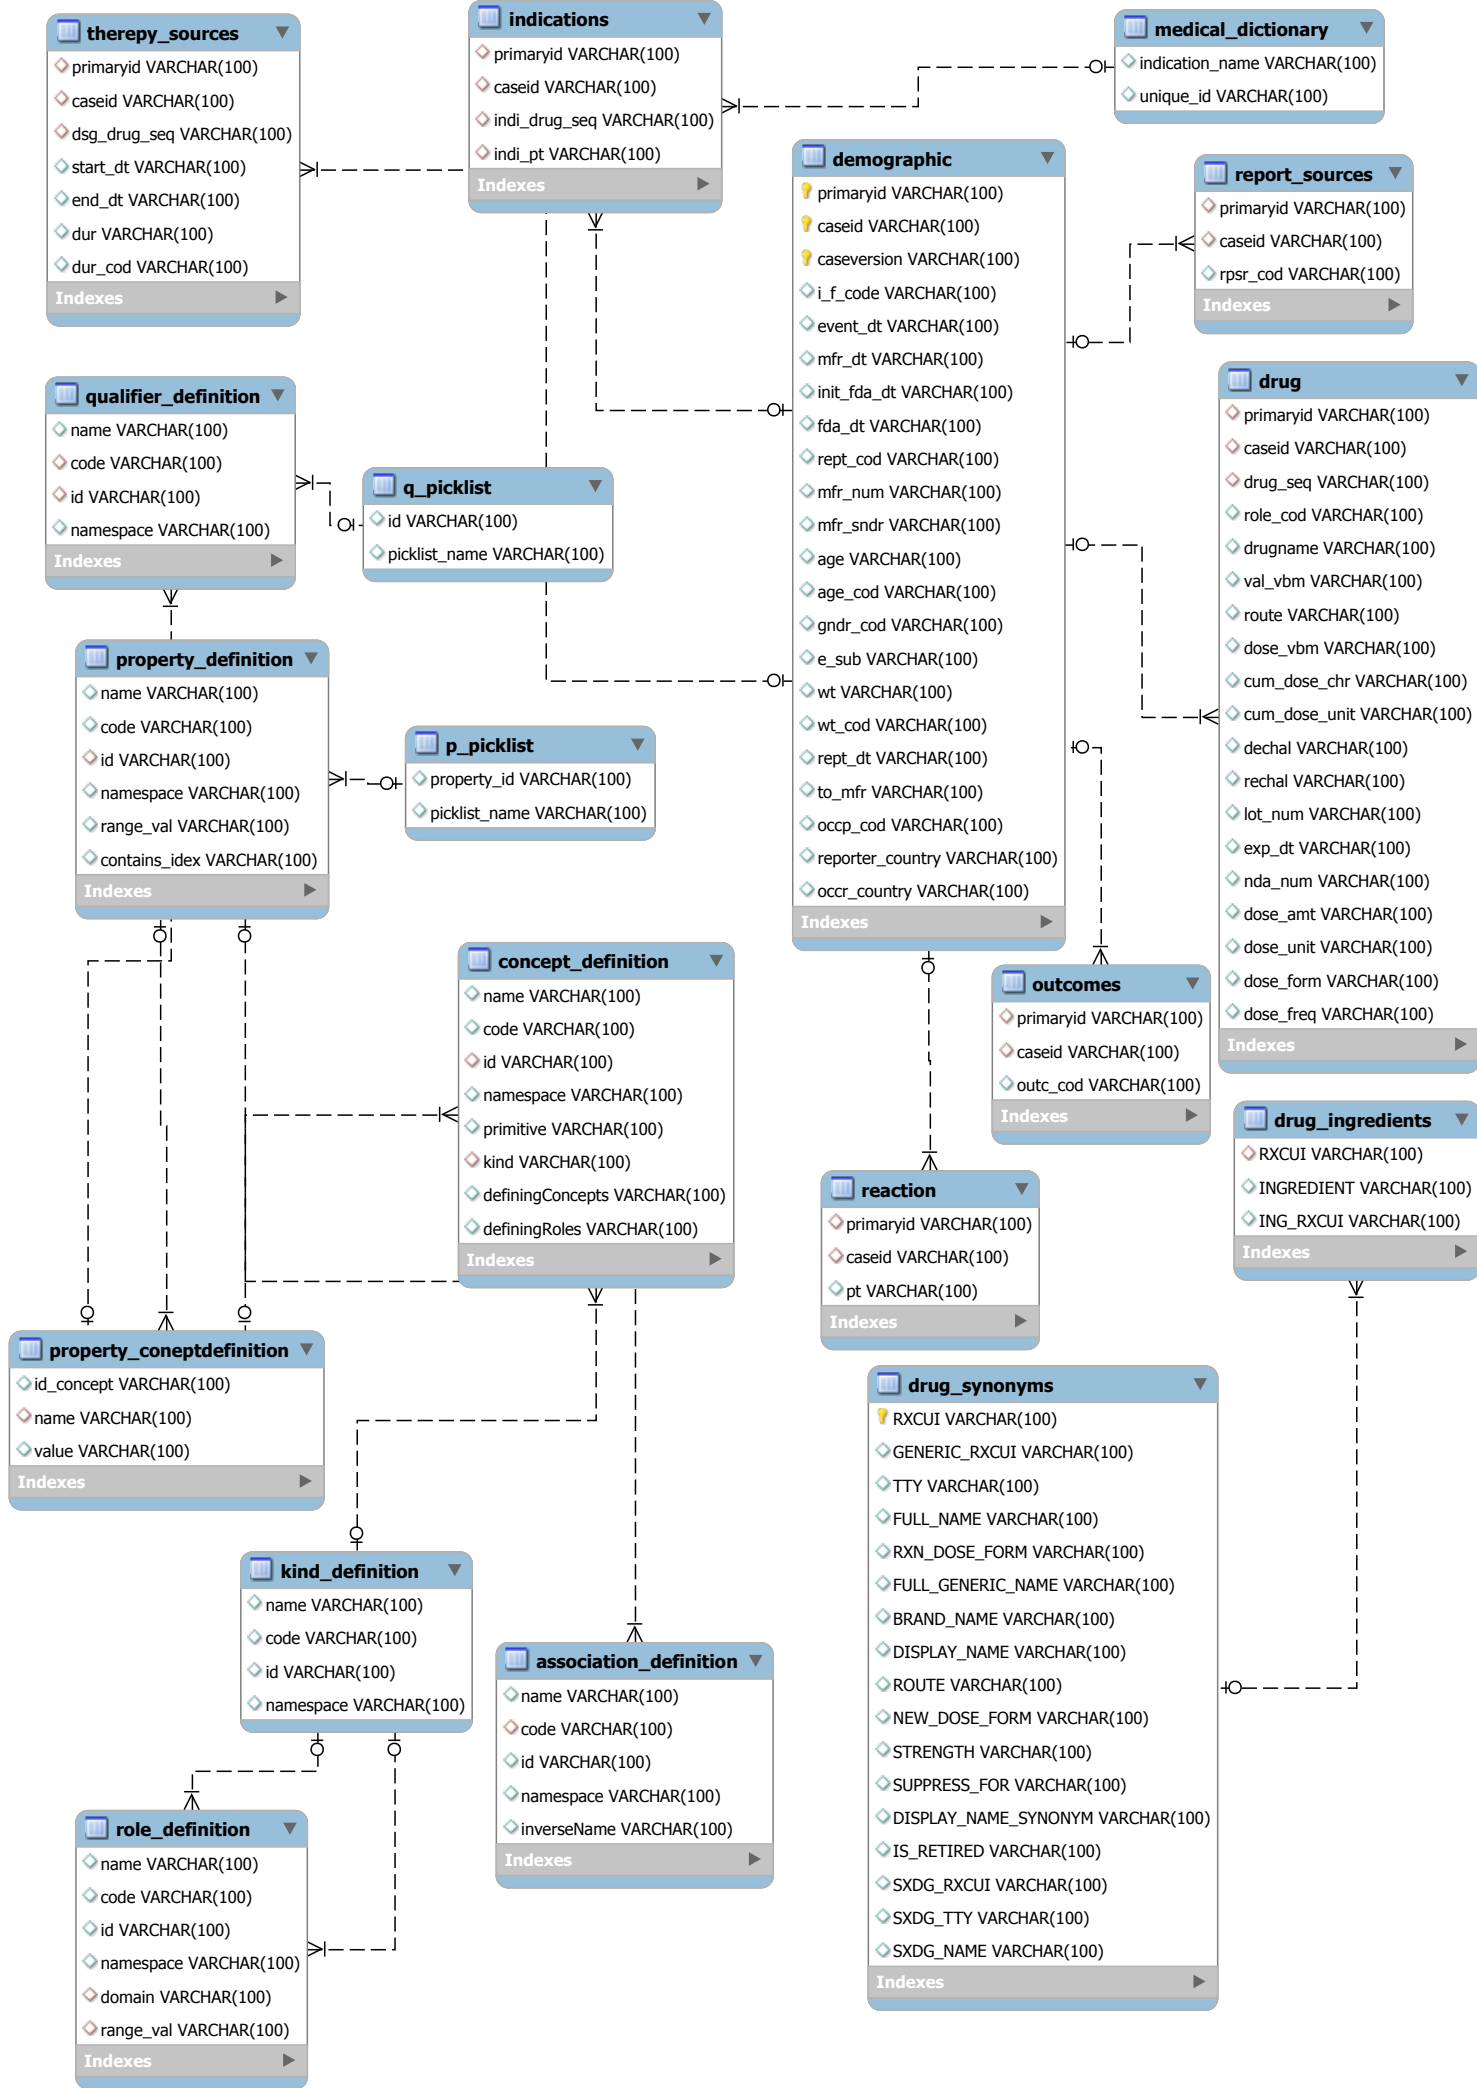 therepy_sources
primaryid VARCHAR(100)
caseid VARCHAR(100)
dsg_drug_seq VARCHAR(100)
start_dt VARCHAR(100)
end_dt VARCHAR(100)
dur VARCHAR(100)
dur_cod VARCHAR(100)
Indexes
indications
primaryid VARCHAR(100)
caseid VARCHAR(100)
indi_drug_seq VARCHAR(100)
indi_pt VARCHAR(100)
Indexes
medical_dictionary
indication_name VARCHAR(100)
unique_id VARCHAR(100)
demographic
primaryid VARCHAR(100)
caseid VARCHAR(100)
caseversion VARCHAR(100)
i_f_code VARCHAR(100)
event_dt VARCHAR(100)
mfr_dt VARCHAR(100)
init_fda_dt VARCHAR(100)
fda_dt VARCHAR(100)
rept_cod VARCHAR(100)
mfr_num VARCHAR(100)
mfr_sndr VARCHAR(100)
age VARCHAR(100)
age_cod VARCHAR(100)
gndr_cod VARCHAR(100)
e_sub VARCHAR(100)
wt VARCHAR(100)
wt_cod VARCHAR(100)
rept_dt VARCHAR(100)
to_mfr VARCHAR(100)
occp_cod VARCHAR(100)
reporter_country VARCHAR(100)
occr_country VARCHAR(100)
Indexes
report_sources
primaryid VARCHAR(100)
caseid VARCHAR(100)
rpsr_cod VARCHAR(100)
Indexes
drug
primaryid VARCHAR(100)
caseid VARCHAR(100)
drug_seq VARCHAR(100)
role_cod VARCHAR(100)
drugname VARCHAR(100)
val_vbm VARCHAR(100)
route VARCHAR(100)
dose_vbm VARCHAR(100)
cum_dose_chr VARCHAR(100)
cum_dose_unit VARCHAR(100)
dechal VARCHAR(100)
rechal VARCHAR(100)
lot_num VARCHAR(100)
exp_dt VARCHAR(100)
nda_num VARCHAR(100)
dose_amt VARCHAR(100)
dose_unit VARCHAR(100)
dose_form VARCHAR(100)
dose_freq VARCHAR(100)
Indexes
qualifier_definition
name VARCHAR(100)
code VARCHAR(100)
id VARCHAR(100)
namespace VARCHAR(100)
Indexes
q_picklist
id VARCHAR(100)
picklist_name VARCHAR(100)
property_definition
name VARCHAR(100)
code VARCHAR(100)
id VARCHAR(100)
namespace VARCHAR(100)
range_val VARCHAR(100)
contains_idex VARCHAR(100)
Indexes
p_picklist
property_id VARCHAR(100)
picklist_name VARCHAR(100)
concept_definition
name VARCHAR(100)
code VARCHAR(100)
id VARCHAR(100)
namespace VARCHAR(100)
primitive VARCHAR(100)
kind VARCHAR(100)
definingConcepts VARCHAR(100)
definingRoles VARCHAR(100)
Indexes
outcomes
primaryid VARCHAR(100)
caseid VARCHAR(100)
outc_cod VARCHAR(100)
Indexes
drug_ingredients
RXCUI VARCHAR(100)
INGREDIENT VARCHAR(100)
ING_RXCUI VARCHAR(100)
Indexes
reaction
primaryid VARCHAR(100)
caseid VARCHAR(100)
pt VARCHAR(100)
Indexes
property_coneptdefinition
id_concept VARCHAR(100)
name VARCHAR(100)
value VARCHAR(100)
Indexes
drug_synonyms
RXCUI VARCHAR(100)
GENERIC_RXCUI VARCHAR(100)
TTY VARCHAR(100)
FULL_NAME VARCHAR(100)
RXN_DOSE_FORM VARCHAR(100)
FULL_GENERIC_NAME VARCHAR(100)
BRAND_NAME VARCHAR(100)
DISPLAY_NAME VARCHAR(100)
ROUTE VARCHAR(100)
NEW_DOSE_FORM VARCHAR(100)
STRENGTH VARCHAR(100)
SUPPRESS_FOR VARCHAR(100)
DISPLAY_NAME_SYNONYM VARCHAR(100)
IS_RETIRED VARCHAR(100)
SXDG_RXCUI VARCHAR(100)
SXDG_TTY VARCHAR(100)
SXDG_NAME VARCHAR(100)
Indexes
kind_definition
name VARCHAR(100)
code VARCHAR(100)
id VARCHAR(100)
namespace VARCHAR(100)
association_definition
name VARCHAR(100)
code VARCHAR(100)
id VARCHAR(100)
namespace VARCHAR(100)
inverseName VARCHAR(100)
Indexes
role_definition
name VARCHAR(100)
code VARCHAR(100)
id VARCHAR(100)
namespace VARCHAR(100)
domain VARCHAR(100)
range_val VARCHAR(100)
Indexes